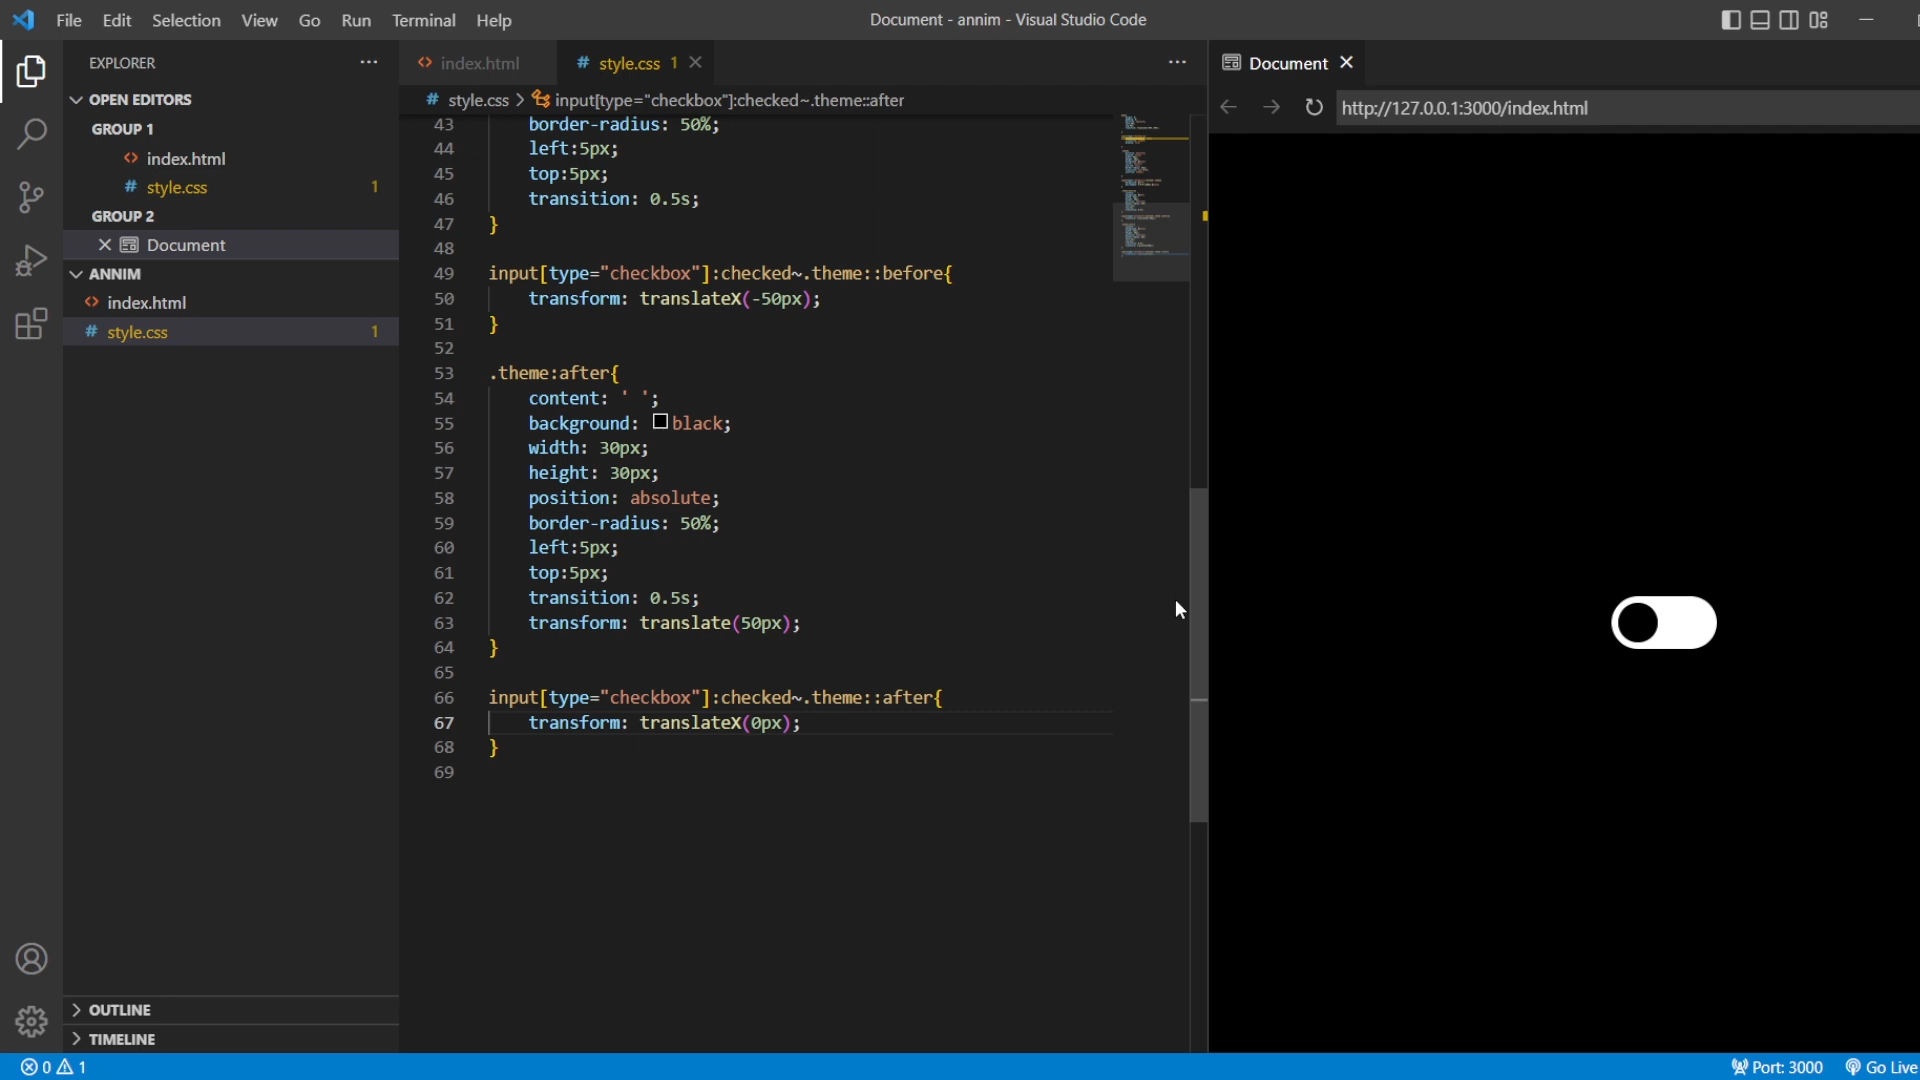 File Edit Selection View Go Run Terminal Help
Document - annim - Visual Studio Code
EXPLORER
OPEN EDITORS
GROUP 1
index.html
style.css 1
GROUP 2
Document
ANNIM
index.html
style.css 1
OUTLINE
TIMELINE
index.html
# style.css 1
# style.css > input[type="checkbox"]:checked~.theme::after
43 border-radius: 50%;
44 left:5px;
45 top:5px;
46 transition: 0.5s;
47 }
48
49 input[type="checkbox"]:checked~.theme::before{
50 transform: translateX(-50px);
51 }
52
53 .theme:after{
54 content: ' ';
55 background: black;
56 width: 30px;
57 height: 30px;
58 position: absolute;
59 border-radius: 50%;
60 left:5px;
61 top:5px;
62 transition: 0.5s;
63 transform: translate(50px);
64 }
65
66 input[type="checkbox"]:checked~.theme::after{
67 transform: translateX(0px);
68 }
69
Document
http://127.0.0.1:3000/index.html
0 1
Port: 3000 Go Live